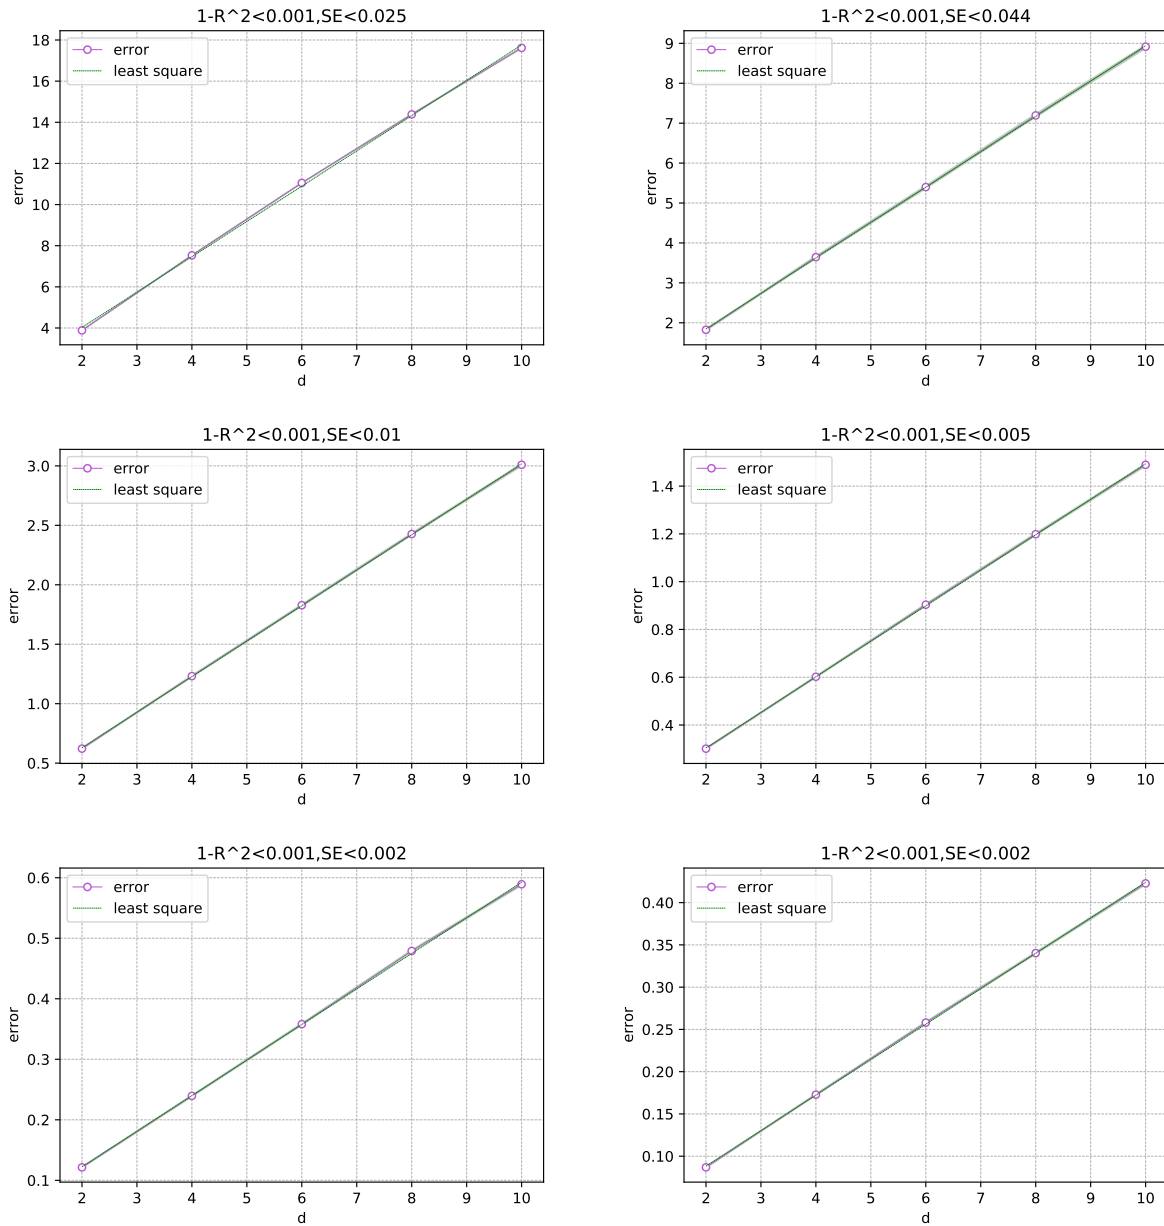 1-R^2<0.001,SE<0.025
error
least square
18
16
14
12
10
8
6
4
error
2 3 4 5 6 7 8 9 10
d
1-R^2<0.001,SE<0.044
error
least square
9
8
7
6
5
4
3
2
error
2 3 4 5 6 7 8 9 10
d
1-R^2<0.001,SE<0.01
error
least square
3.0
2.5
2.0
1.5
1.0
0.5
error
2 3 4 5 6 7 8 9 10
d
1-R^2<0.001,SE<0.005
error
least square
1.4
1.2
1.0
0.8
0.6
0.4
error
2 3 4 5 6 7 8 9 10
d
1-R^2<0.001,SE<0.002
error
least square
0.6
0.5
0.4
0.3
0.2
0.1
error
2 3 4 5 6 7 8 9 10
d
1-R^2<0.001,SE<0.002
error
least square
0.40
0.35
0.30
0.25
0.20
0.15
0.10
error
2 3 4 5 6 7 8 9 10
d